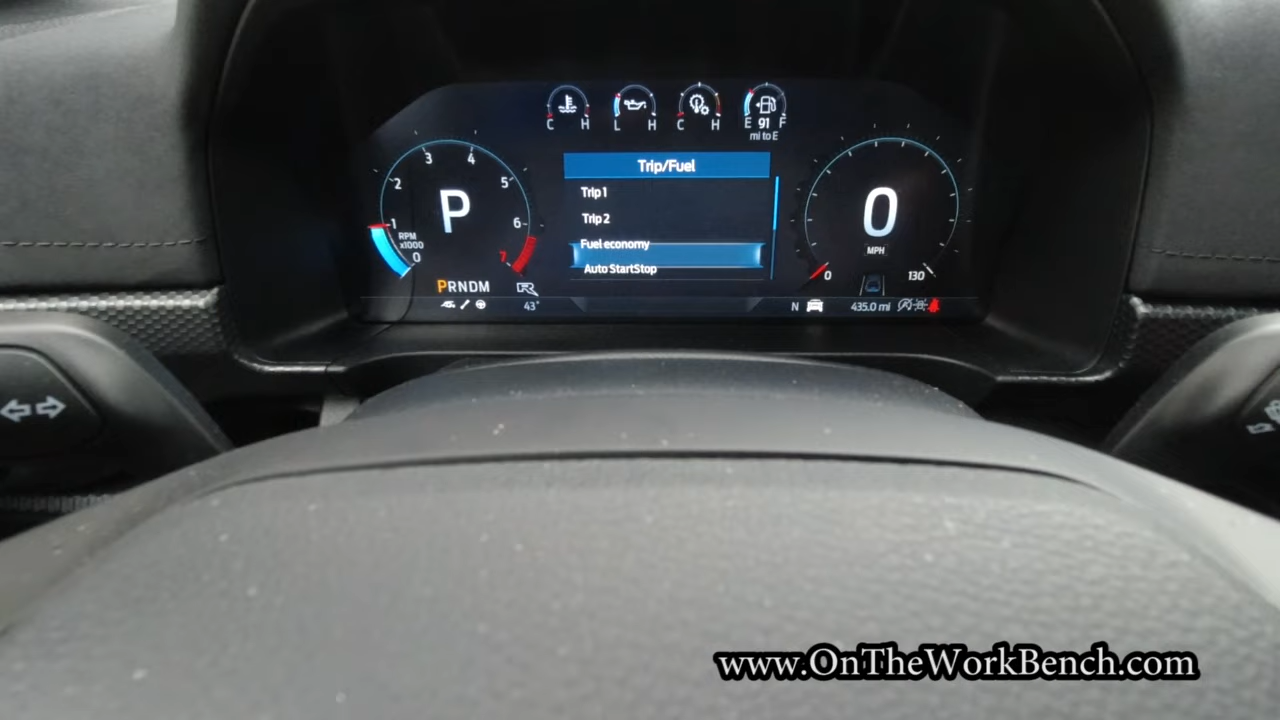 C H L H C H E 91 F
mi to E
Trip/Fuel
Trip 1
Trip 2
Fuel economy
Auto StartStop
3 4
2 5
1 6
0 7
RPM
x1000
P
0
MPH
0 130
PRNDM
R
43°
N
435.0 mi
www.OnTheWorkBench.com